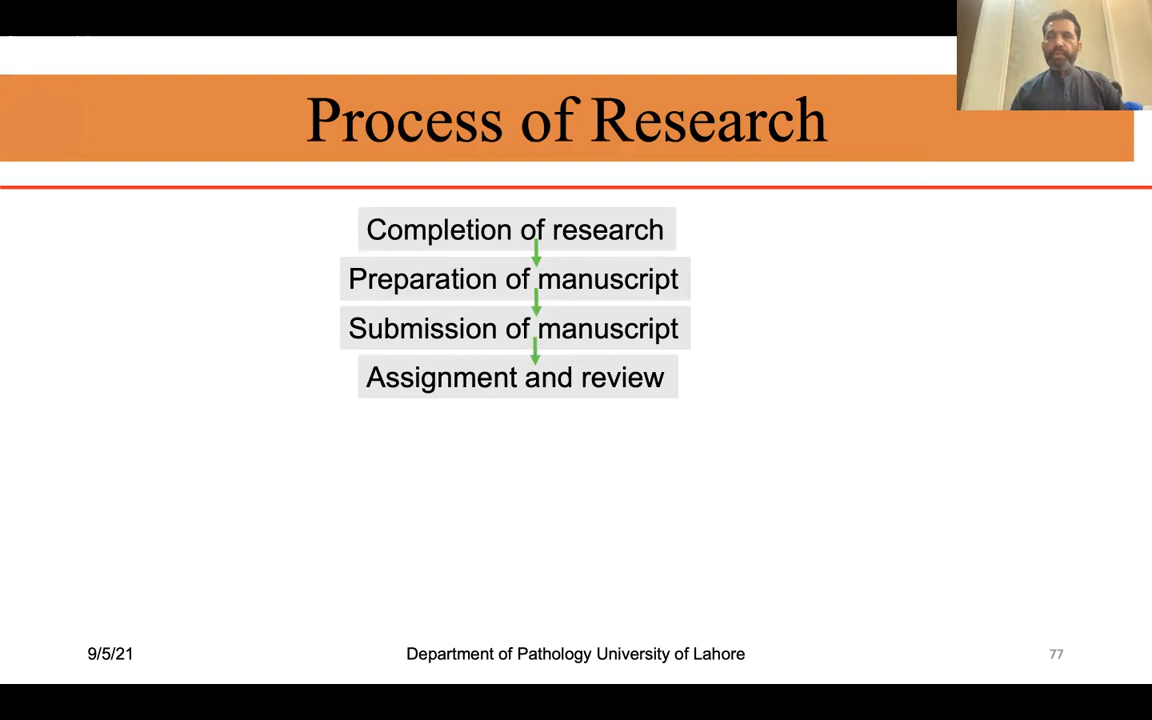 Process of Research
Completion of research
Preparation of manuscript
Submission of manuscript
Assignment and review
9/5/21
Department of Pathology University of Lahore
77